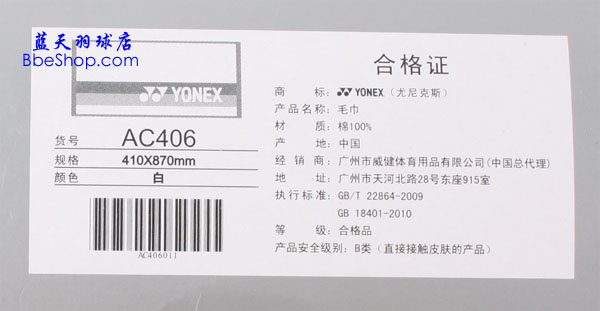 蓝天羽球店
BbeShop.com
YONEX
货号 AC406
规格 410X870mm
颜色 白
AC406011
合格证
商标: YONEX (尤尼克斯)
产品名称: 毛巾
材质: 棉100%
产地: 中国
经销商: 广州市威健体育用品有限公司(中国总代理)
地址: 广州市天河北路28号东座915室
执行标准: GB/T 22864-2009
GB 18401-2010
等级: 合格品
产品安全级别: B类 (直接接触皮肤的产品)